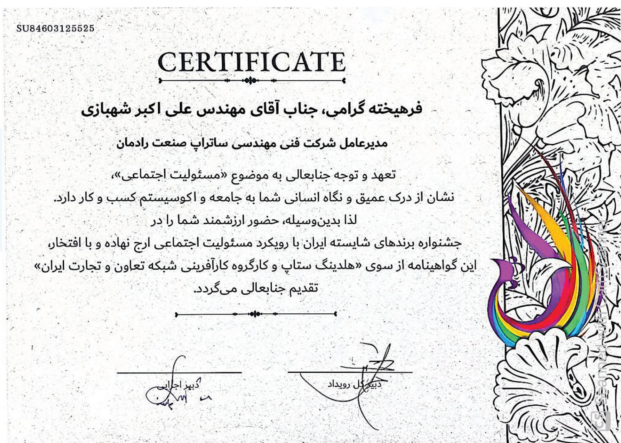 SU84603125525
CERTIFICATE
فرهیخته گرامی، جناب آقای مهندس علی اکبر شهبازی
مدیرعامل شرکت فنی مهندسی ساتراپ صنعت رادمان
تعهد و توجه جنابعالی به موضوع «مسئولیت اجتماعی»،
نشان از درک عمیق و نگاه انسانی شما به جامعه و اکوسیستم کسب و کار دارد.
لذا بدین‌وسیله، حضور ارزشمند شما را در
جشنواره برندهای شایسته ایران با رویکرد مسئولیت اجتماعی ارج نهاده و با افتخار،
این گواهینامه از سوی «هلدینگ ستاپ و کارگروه کارآفرینی شبکه تعاون و تجارت ایران»
تقدیم جنابعالی می‌گردد.
دبیر کل رویداد
دبیر اجرایی